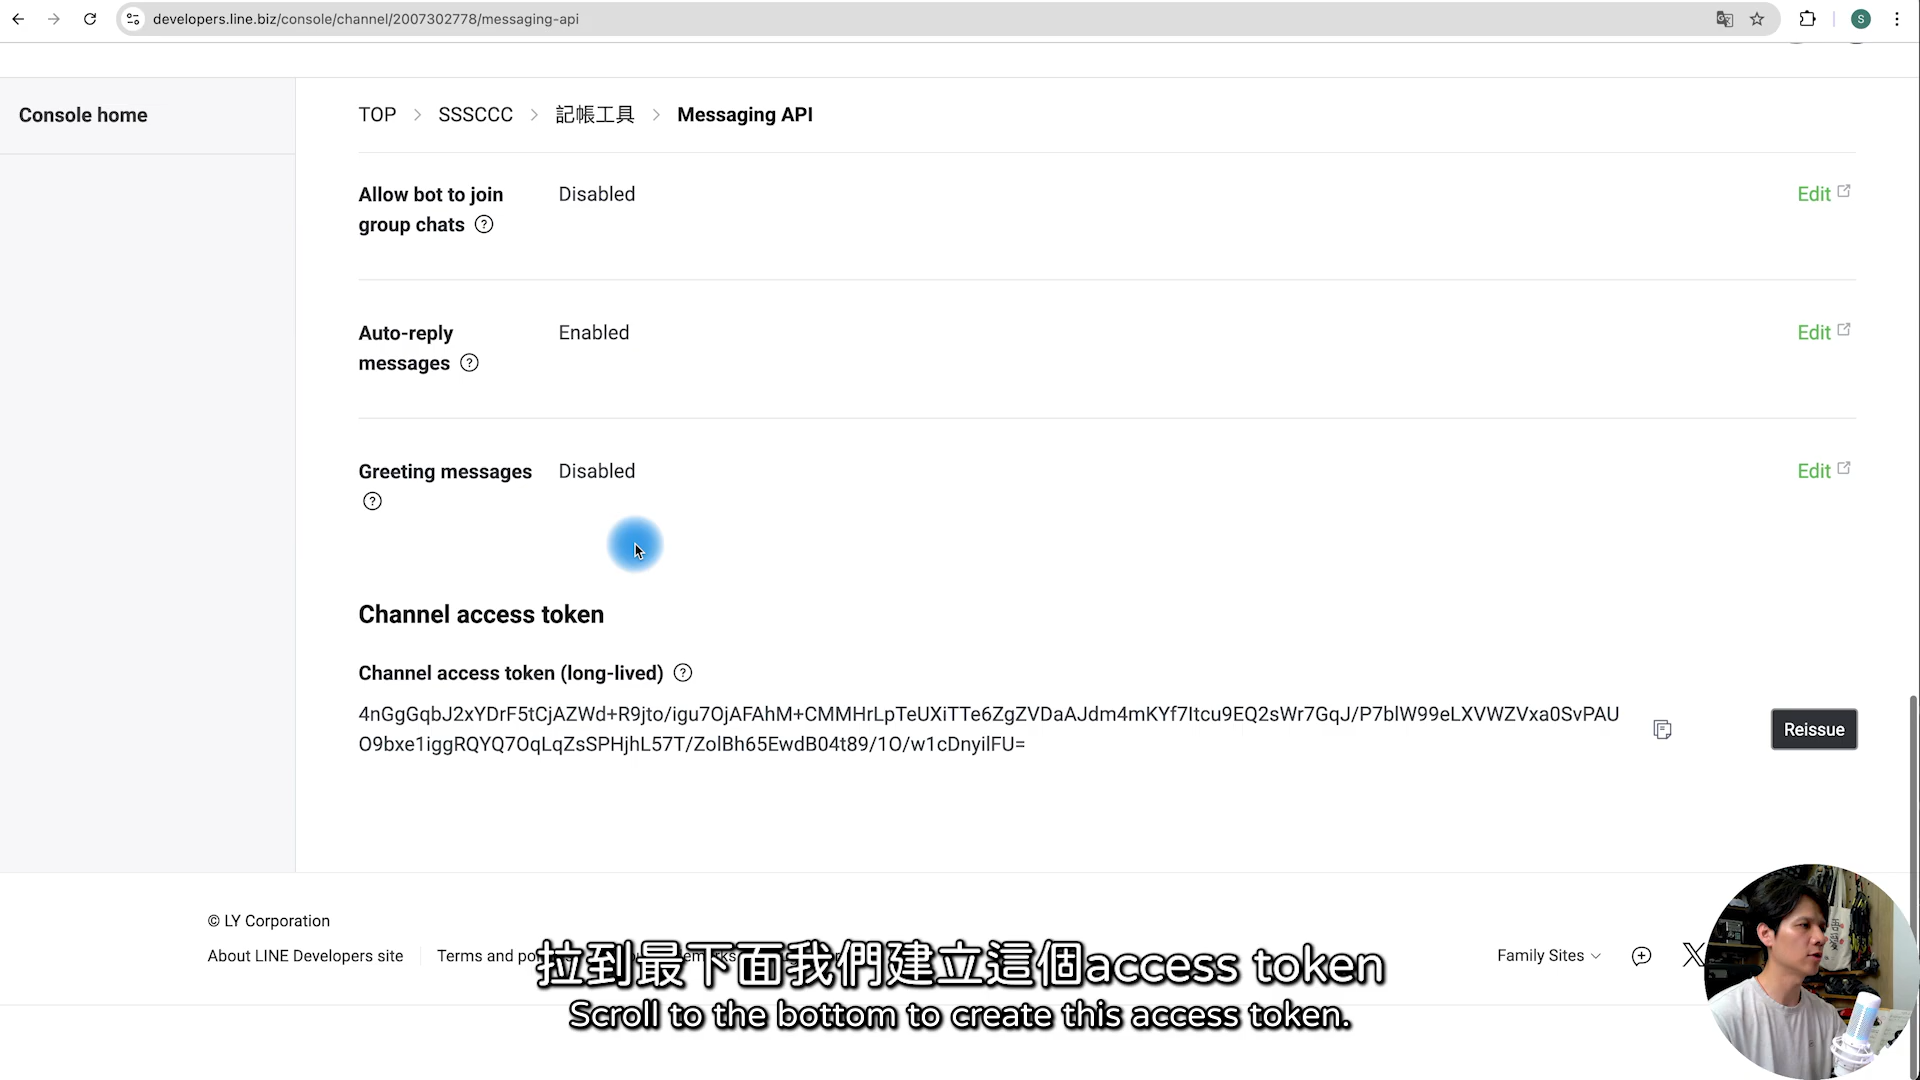 developers.line.biz/console/channel/2007302778/messaging-api
S
Console home
TOP > SSSCCC > 記帳工具 > Messaging API
Allow bot to join group chats ? Disabled Edit
Auto-reply messages ? Enabled Edit
Greeting messages ? Disabled Edit
Channel access token
Channel access token (long-lived) ?
4nGgGqbJ2xYDrF5tCjAZWd+R9jto/igu7OjAFAhM+CMMHrLpTeUXiTTe6ZgZVDaAJdm4mKYf7Itcu9EQ2sWr7GqJ/P7blW99eLXVWZVxa0SvPAU
O9bxe1iggRQYQ7OqLqZsSPHjhL57T/ZolBh65EwdB04t89/1O/w1cDnyilFU=
Reissue
© LY Corporation
About LINE Developers site Terms and Family Sites
拉到最下面我們建立這個access token
Scroll to the bottom to create this access token.